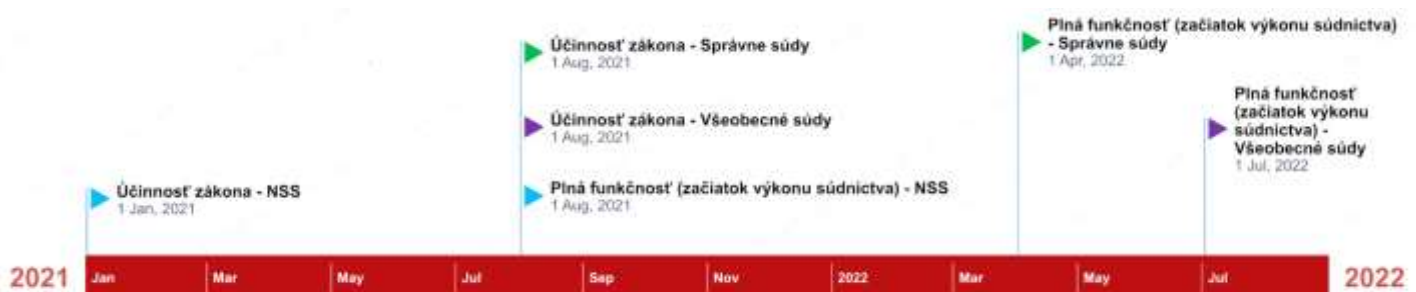 Plná funkčnosť (začiatok výkonu súdnictva)
- Správne súdy
1 Apr, 2022
Účinnosť zákona - Správne súdy
1 Aug, 2021
Plná funkčnosť
(začiatok výkonu
súdnictva) -
Všeobecné súdy
1 Jul, 2022
Účinnosť zákona - Všeobecné súdy
1 Aug, 2021
Účinnosť zákona - NSS
1 Jan, 2021
Plná funkčnosť (začiatok výkonu súdnictva) - NSS
1 Aug, 2021
2021 Jan Mar May Jul Sep Nov 2022 Mar May Jul 2022